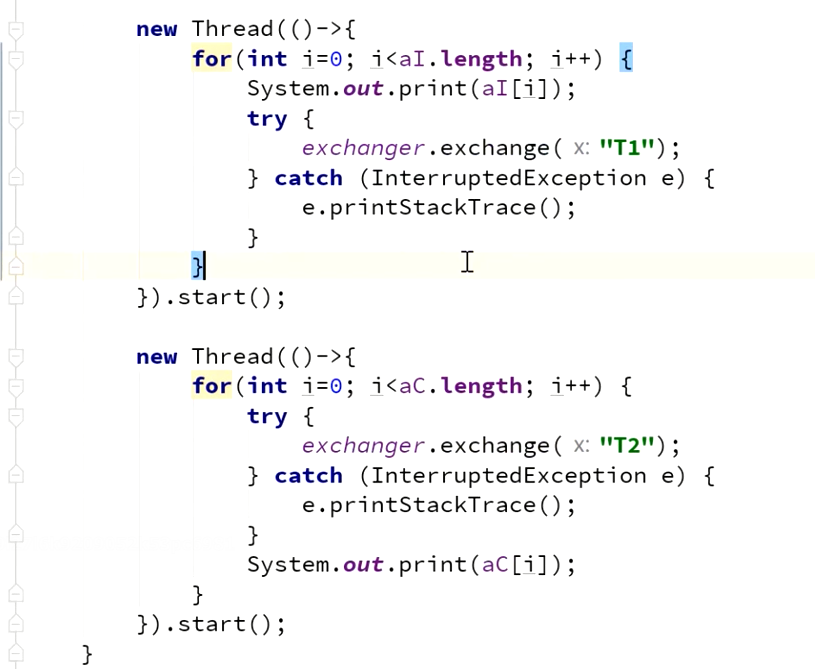 new Thread(()->{
for(int i=0; i<aI.length; i++) {
System.out.print(aI[i]);
try {
exchanger.exchange( x: "T1");
} catch (InterruptedException e) {
e.printStackTrace();
}
}
}).start();
new Thread(()->{
for(int i=0; i<aC.length; i++) {
try {
exchanger.exchange( x: "T2");
} catch (InterruptedException e) {
e.printStackTrace();
}
System.out.print(aC[i]);
}
}).start();
}